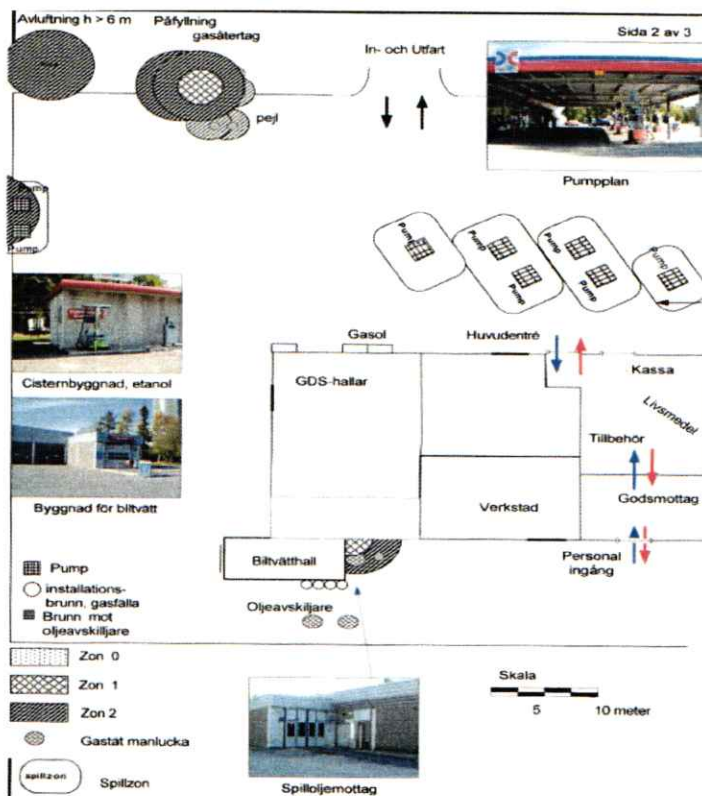 Avluftning h > 6 m
Påfyllning
gasåtertag
In- och Utfart
Sida 2 av 3
pejl
Pumpplan
Pump
Pump
Pump
Pump
Pump
Pump
Pump
Pump
Cisternbyggnad, etanol
Gasol
Huvudentré
GDS-hallar
Kassa
Livsmedel
Tillbehör
Byggnad för biltvätt
Verkstad
Godsmottag
Biltvätthall
Personal
ingång
Pump
installations-
brunn, gasfälla
Brunn mot
oljeavskilljare
Oljeavskiljare
Zon 0
Zon 1
Zon 2
Gastät manlucka
spillzon
Spillzon
Skala
5 10 meter
Spilloljemottag